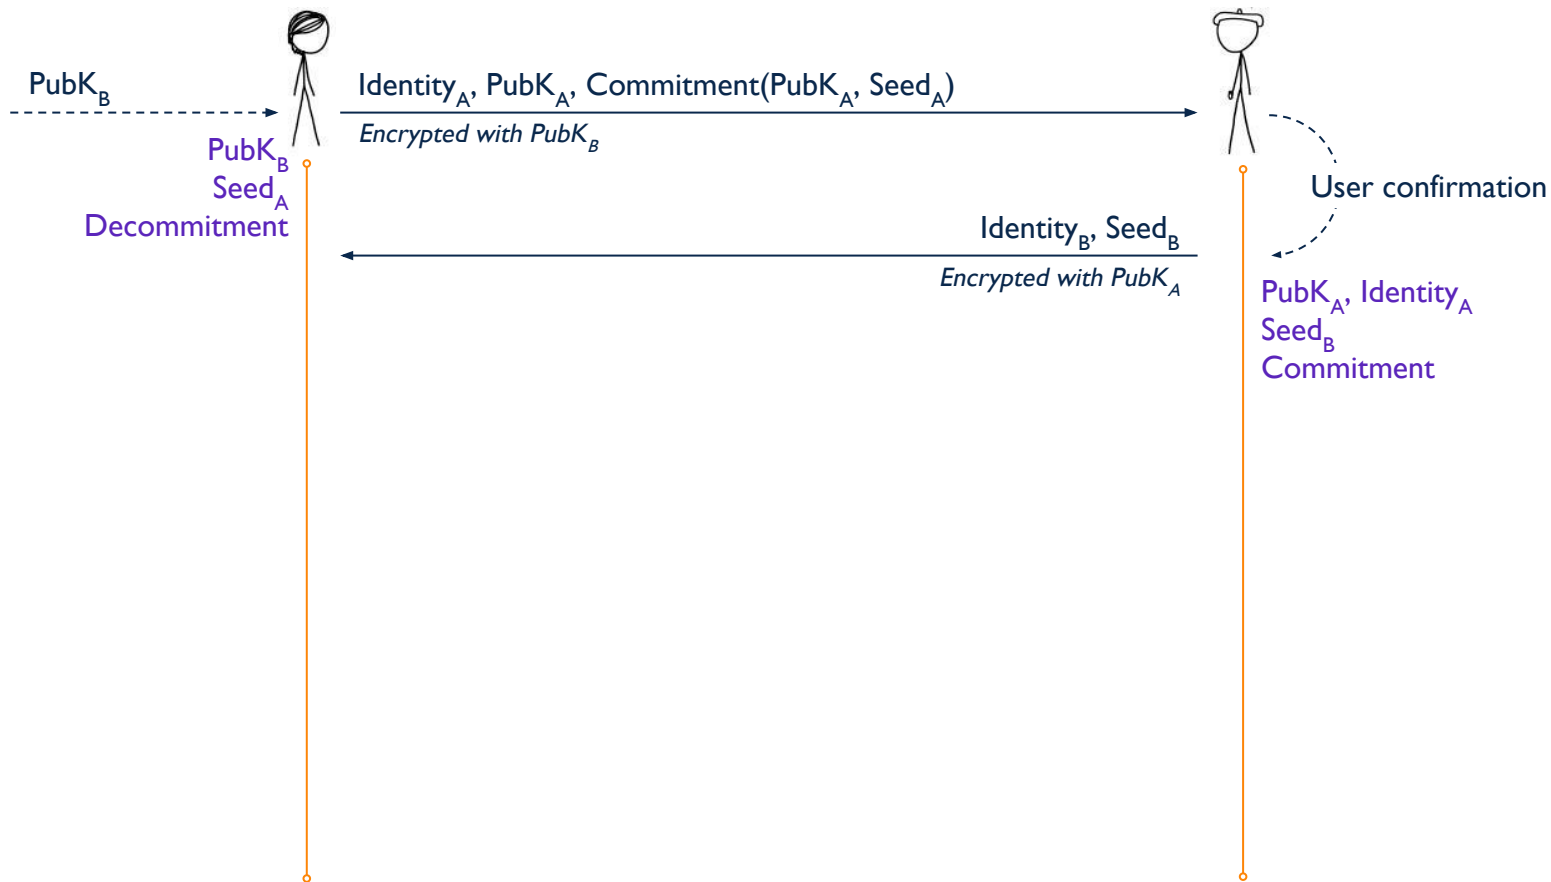 PubK_B
Identity_A, PubK_A, Commitment(PubK_A, Seed_A)
Encrypted with PubK_B
PubK_B
Seed_A
Decommitment
User confirmation
Identity_B, Seed_B
Encrypted with PubK_A
PubK_A, Identity_A
Seed_B
Commitment